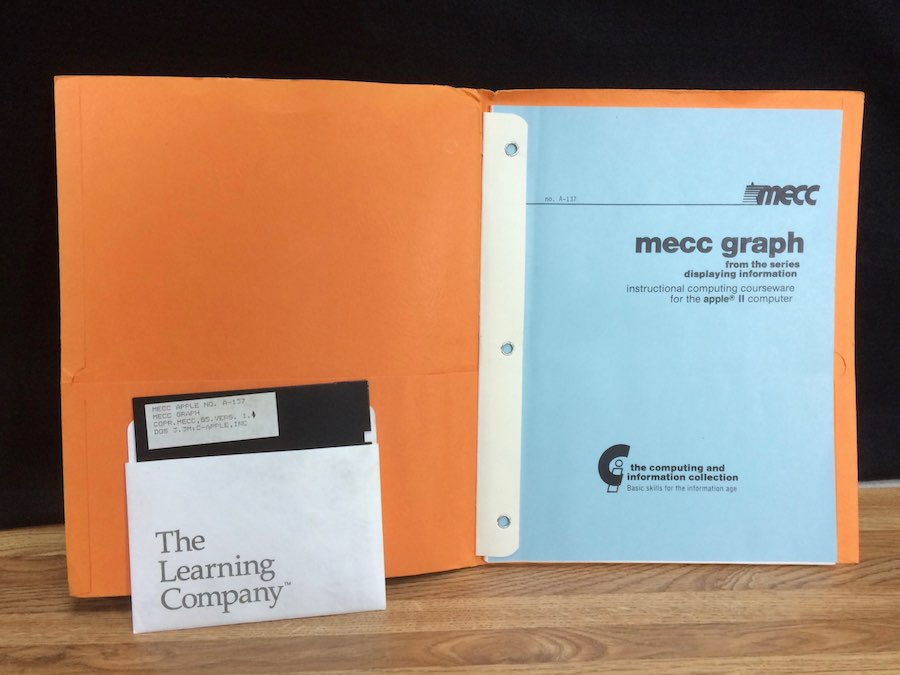 MECC APPLE NO. A-137
MECC GRAPH
COPR.MECC,85.VERS. 1.
DOS 3.3M:C-APPLE,INC
The
Learning
Company™
no. A-137
mecc
mecc graph
from the series
displaying information
instructional computing courseware
for the apple® II computer
the computing and
information collection
Basic skills for the information age